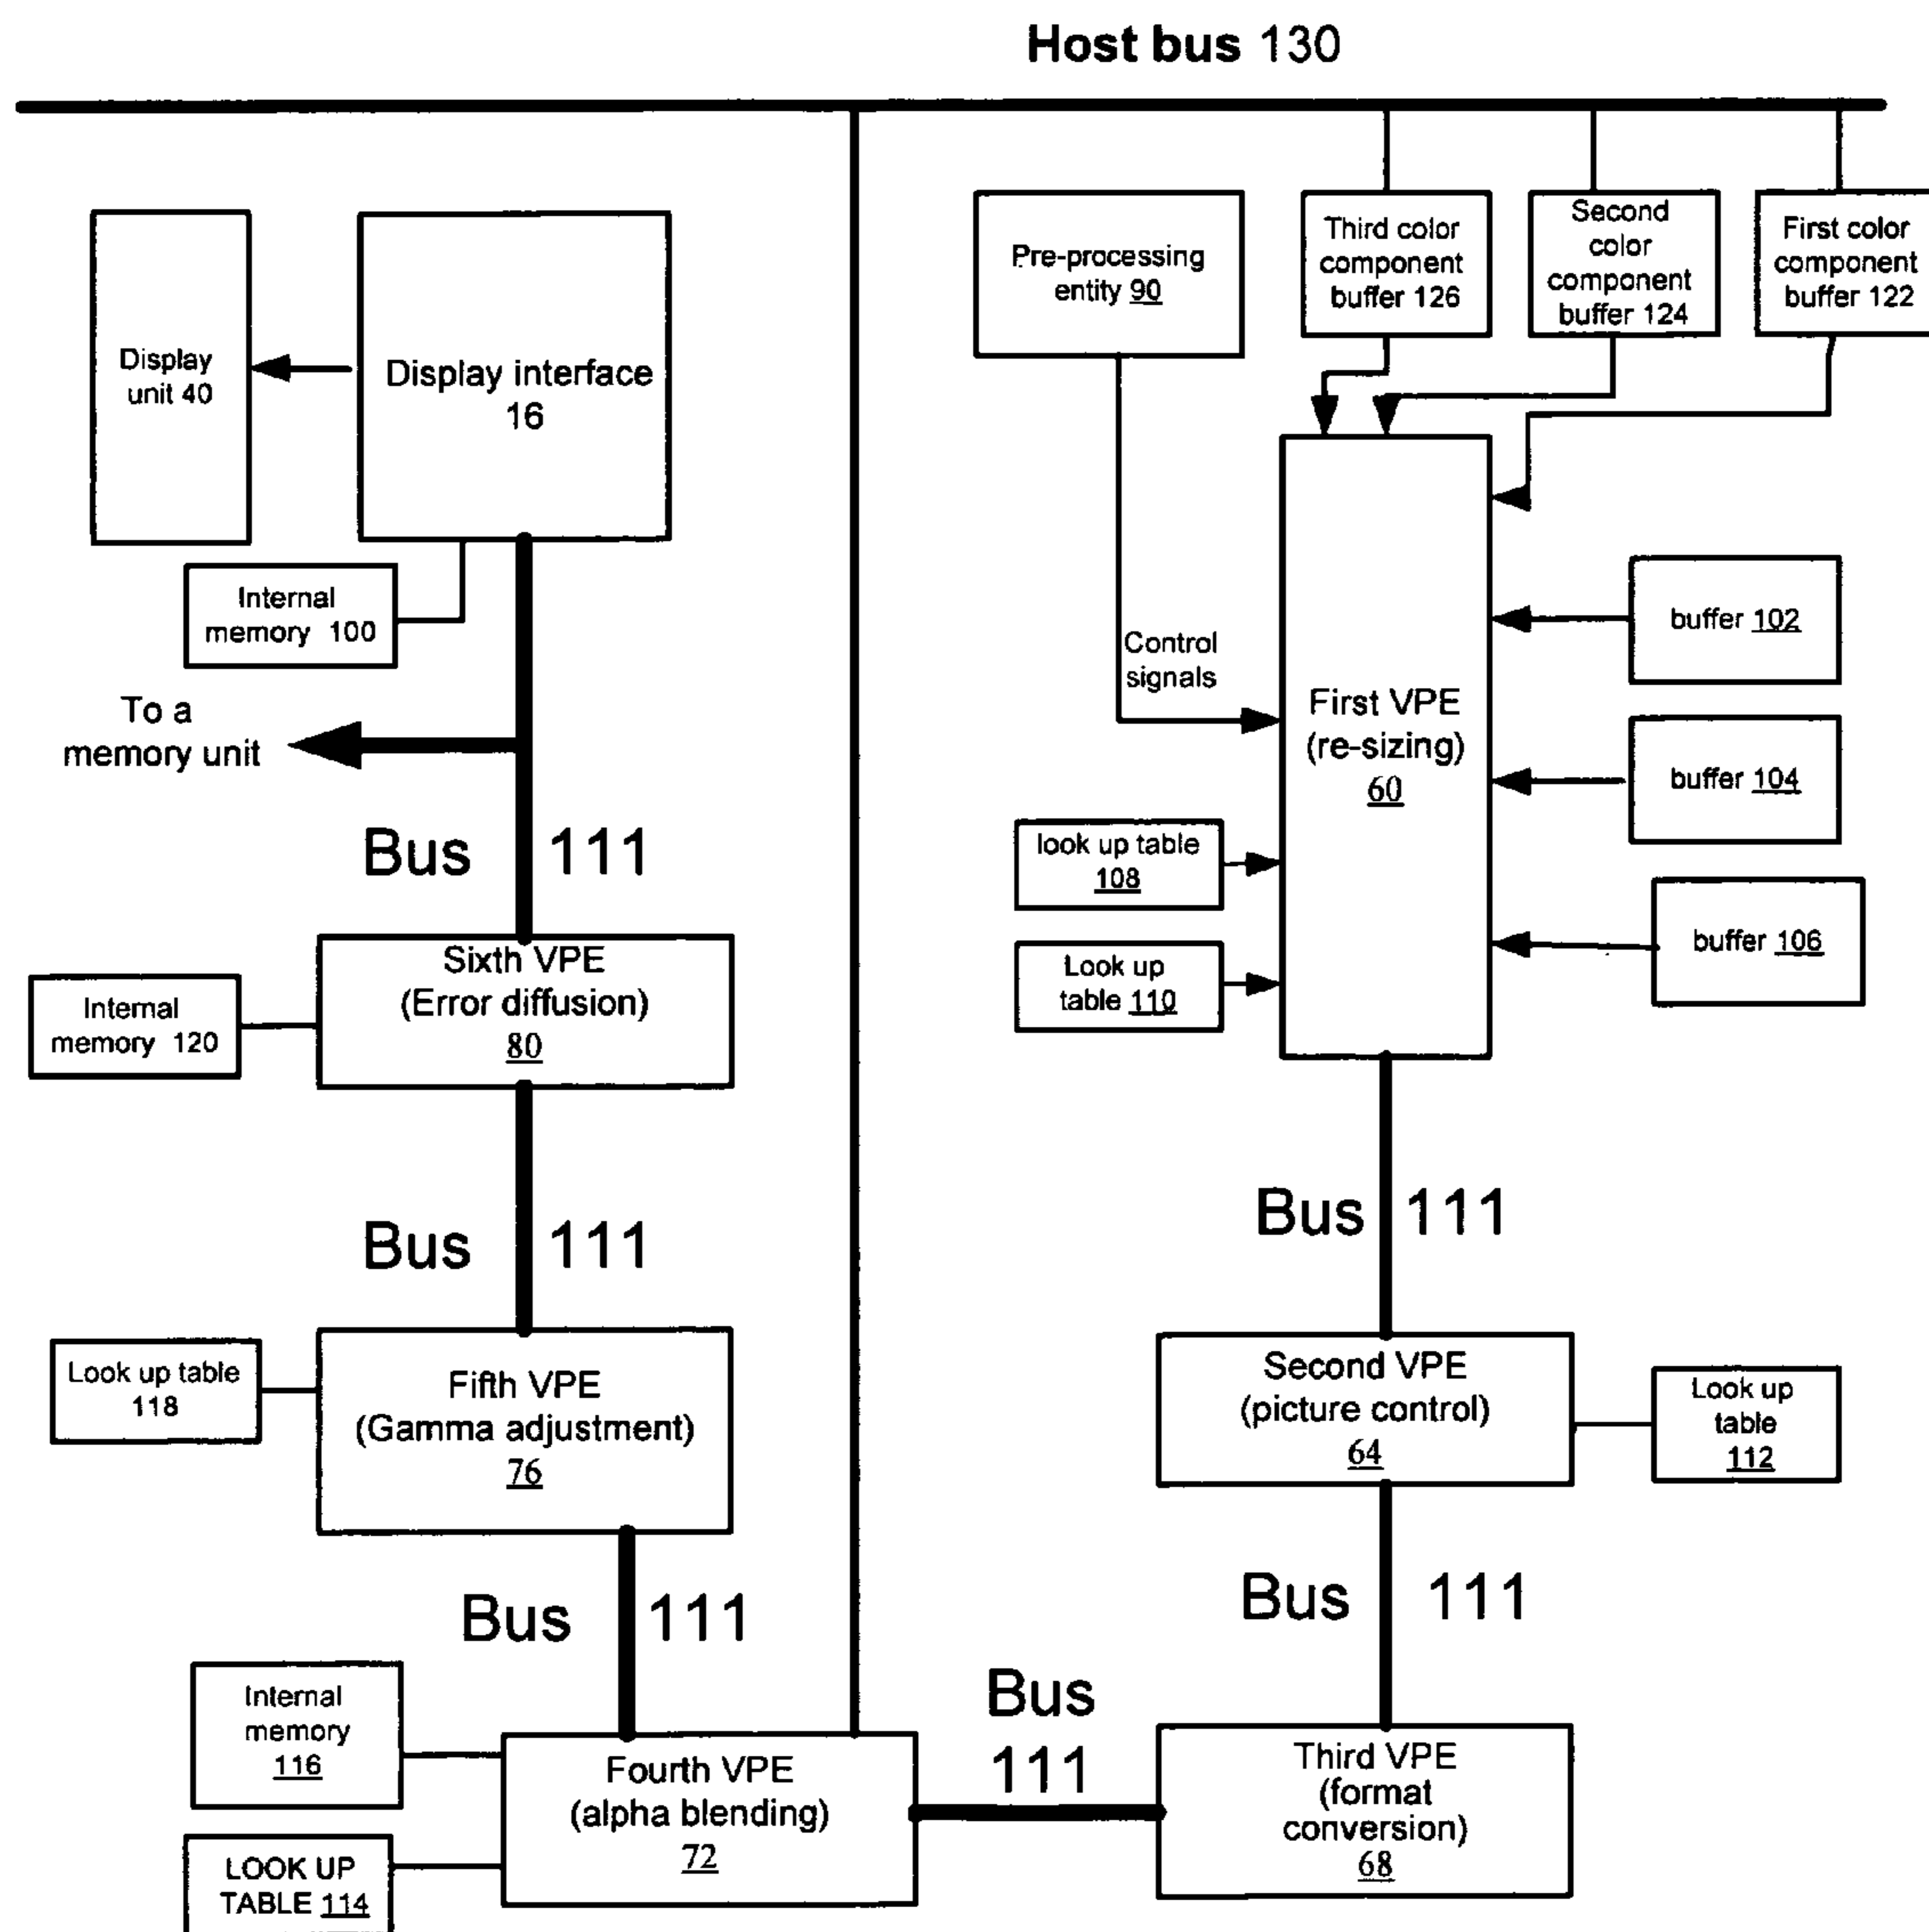 Host bus 130
Display
unit 40
Display interface
16
Pre-processing
entity 90
Third color
component
buffer 126
Second
color
component
buffer 124
First color
component
buffer 122
Internal
memory 100
To a
memory unit
Control
signals
First VPE
(re-sizing)
60
buffer 102
buffer 104
buffer 106
look up table
108
Look up
table 110
Bus 111
Sixth VPE
(Error diffusion)
80
Internal
memory 120
Bus 111
Bus 111
Look up table
118
Fifth VPE
(Gamma adjustment)
76
Second VPE
(picture control)
64
Look up
table
112
Bus 111
Bus 111
Bus
111
Internal
memory
116
LOOK UP
TABLE 114
Fourth VPE
(alpha blending)
72
Third VPE
(format
conversion)
68